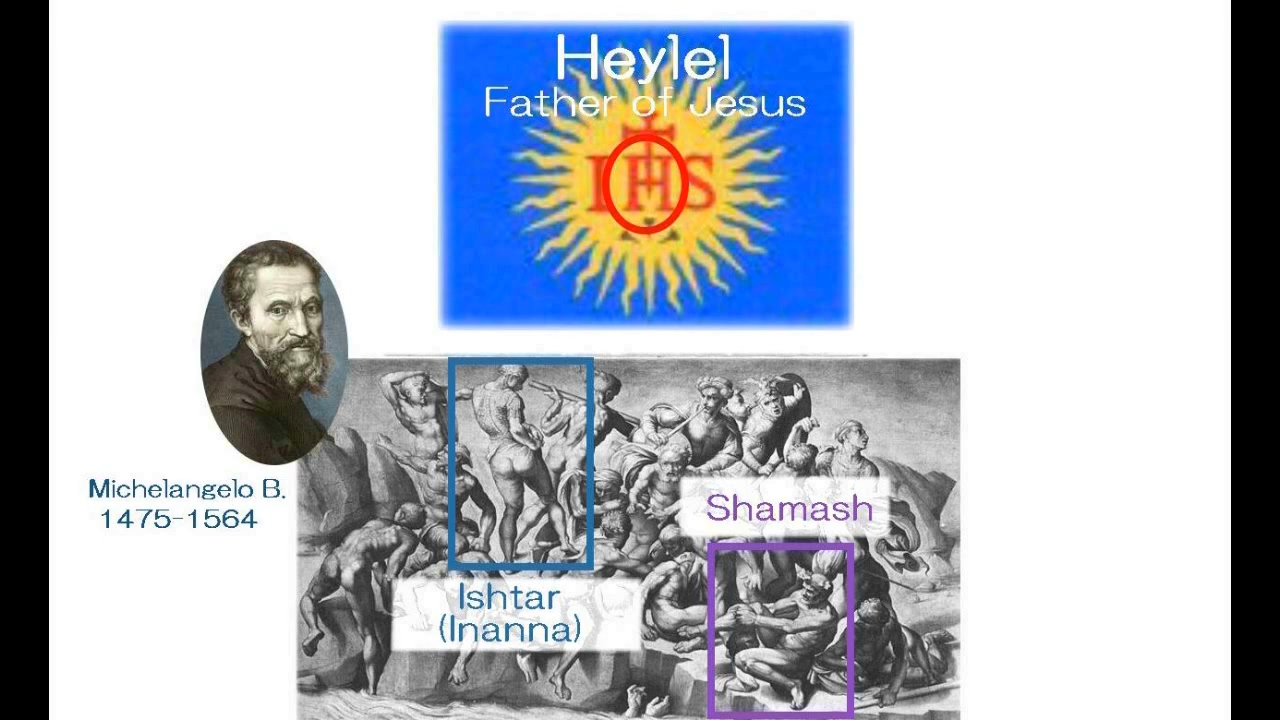 Heylel
Father of Jesus
IHS
Michelangelo B.
1475-1564
Shamash
Ishtar
(Inanna)